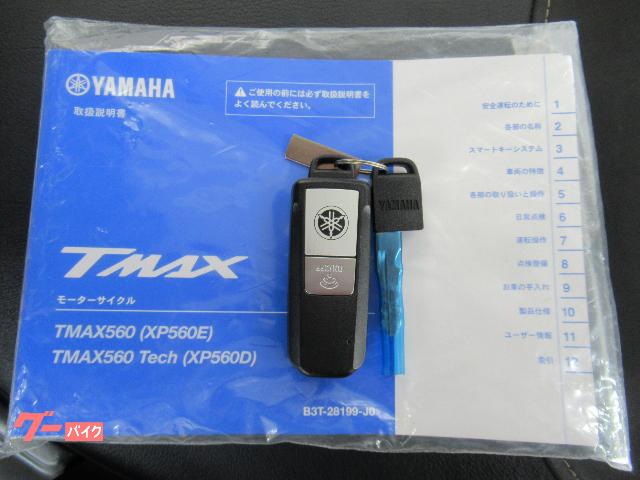 YAMAHA
取扱説明書
ご使用の前には必ず取扱説明書を
よく読んでください。
TMAX
モーターサイクル
TMAX560 (XP560E)
TMAX560 Tech (XP560D)
B3T-28199-J0
安全運転のために 1
各部の名称 2
スマートキーシステム 3
車両の特徴 4
各部の取り扱いと操作 5
日常点検 6
運転操作 7
点検整備 8
お車の手入れ 9
製品仕様 10
ユーザー情報 11
索引 12
YAMAHA
グーバイク